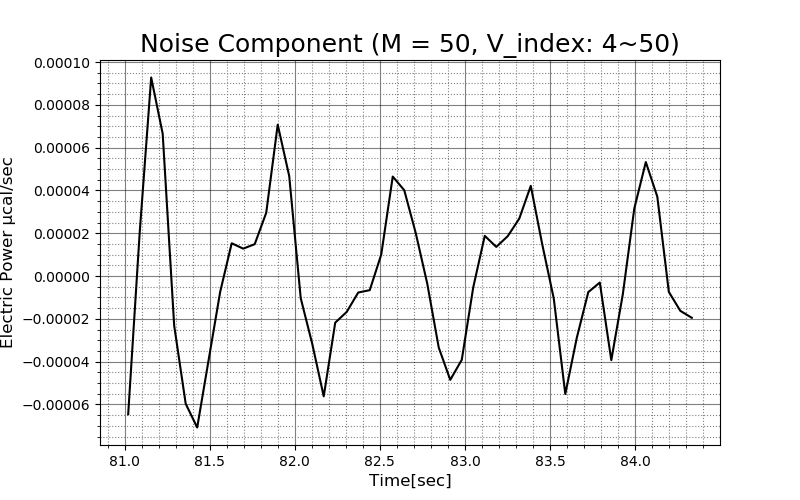 Noise Component (M = 50, V_index: 4~50)
0.00010
0.00008
0.00006
0.00004
0.00002
0.00000
−0.00002
−0.00004
−0.00006
Electric Power μcal/sec
81.0 81.5 82.0 82.5 83.0 83.5 84.0
Time[sec]